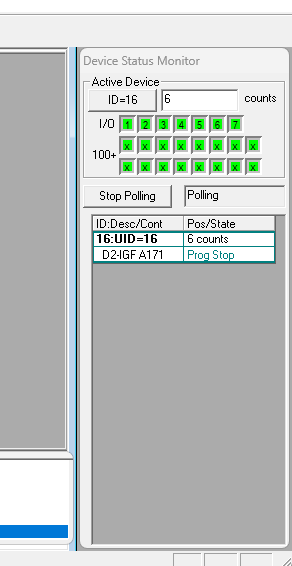 Device Status Monitor
Active Device
ID=16 6 counts
I/O 1 2 3 4 5 6 7
x x x x x x x x
100+
x x x x x x x x
Stop Polling Polling
ID:Desc/Cont Pos/State
16:UID=16 6 counts
D2-IGF A171 Prog Stop